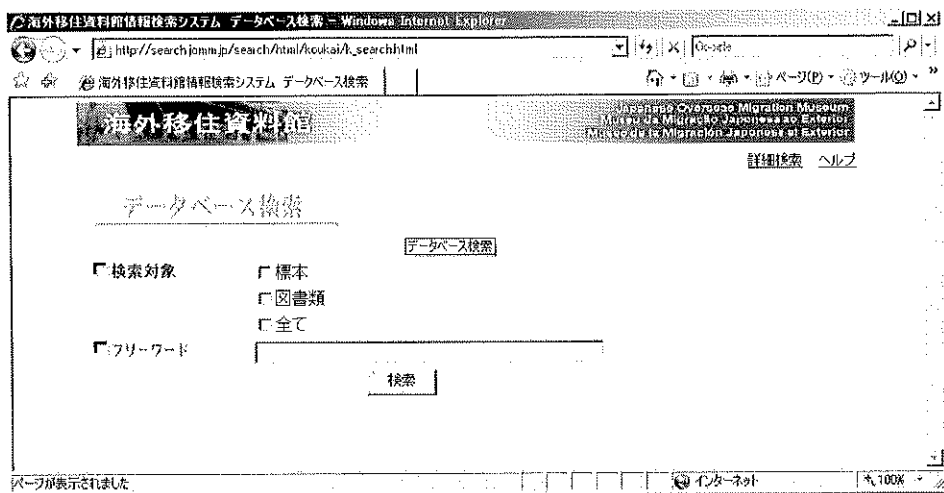 海外移住資料館情報検索システム データベース検索 - Windows Internet Explorer
http://search.jomm.jp/search/html/koukai/k_search.html
Google
海外移住資料館情報検索システム データベース検索
ページ(P) ツール(O) »
海外移住資料館
Japanese Overseas Migration Museum
Museu da Migração Japonesa ao Exterior
Museo de la Migración Japonesa al Exterior
詳細検索 ヘルプ
データベース検索
データベース検索
検索対象 標本
図書類
全て
フリーワード
検索
ページが表示されました
インターネット 100%